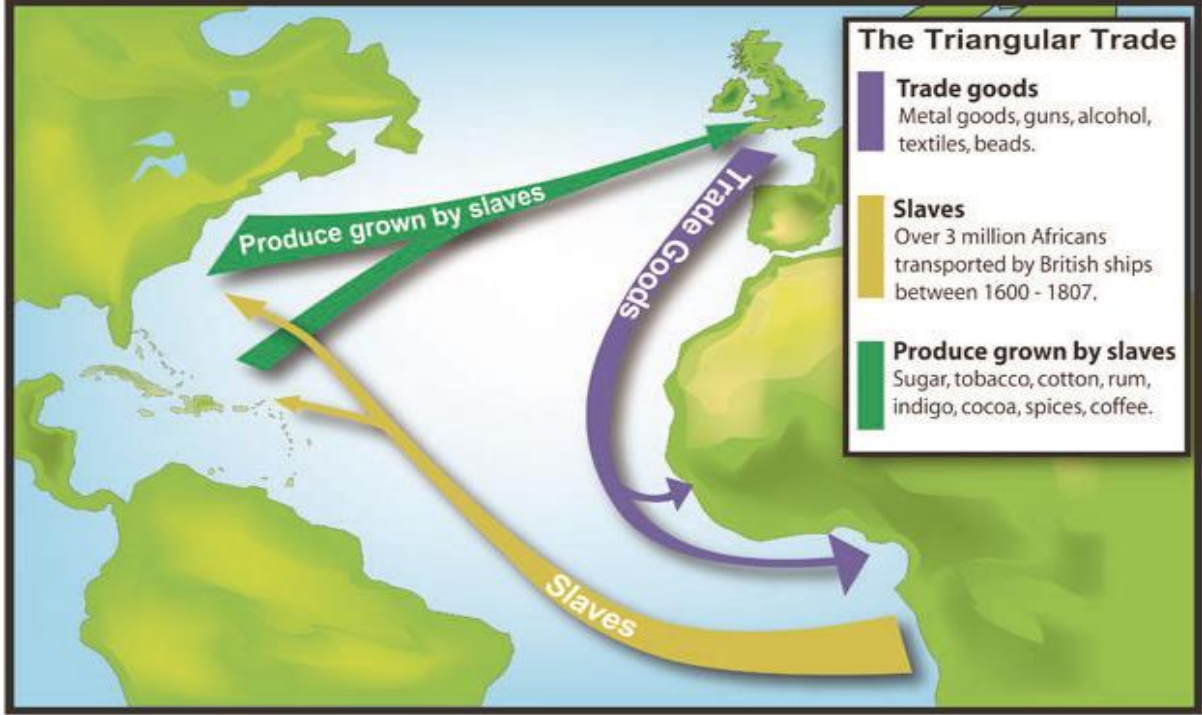 The Triangular Trade
Trade goods
Metal goods, guns, alcohol,
textiles, beads.
Slaves
Over 3 million Africans
transported by British ships
between 1600 - 1807.
Produce grown by slaves
Sugar, tobacco, cotton, rum,
indigo, cocoa, spices, coffee.
Produce grown by slaves
Trade Goods
Slaves